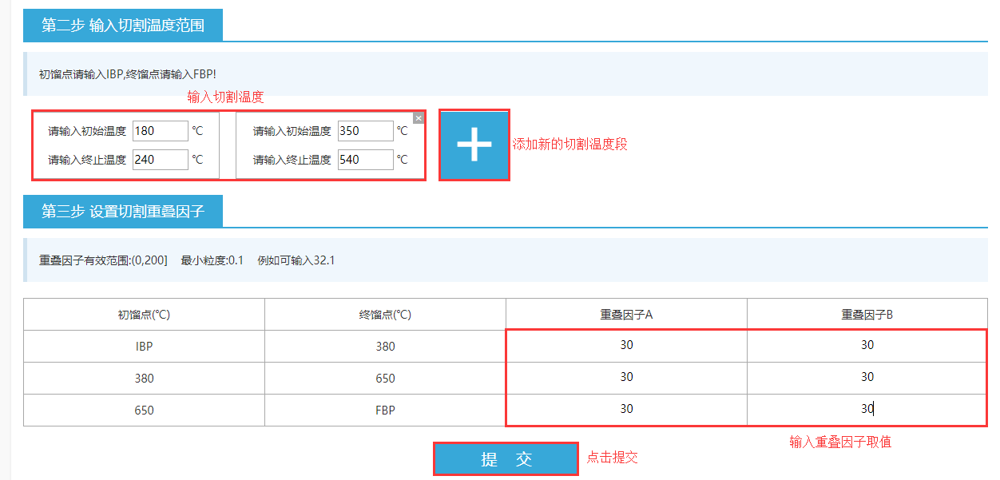 第二步 输入切割温度范围
初馏点请输入IBP,终馏点请输入FBP!
输入切割温度
请输入初始温度 180 ℃ 请输入初始温度 350 ℃
添加新的切割温度段
请输入终止温度 240 ℃ 请输入终止温度 540 ℃
第三步 设置切割重叠因子
重叠因子有效范围:(0,200] 最小粒度:0.1 例如可输入32.1
初馏点(℃) 终馏点(℃) 重叠因子A 重叠因子B
IBP 380 30 30
380 650 30 30
650 FBP 30 30
输入重叠因子取值
提 交 点击提交